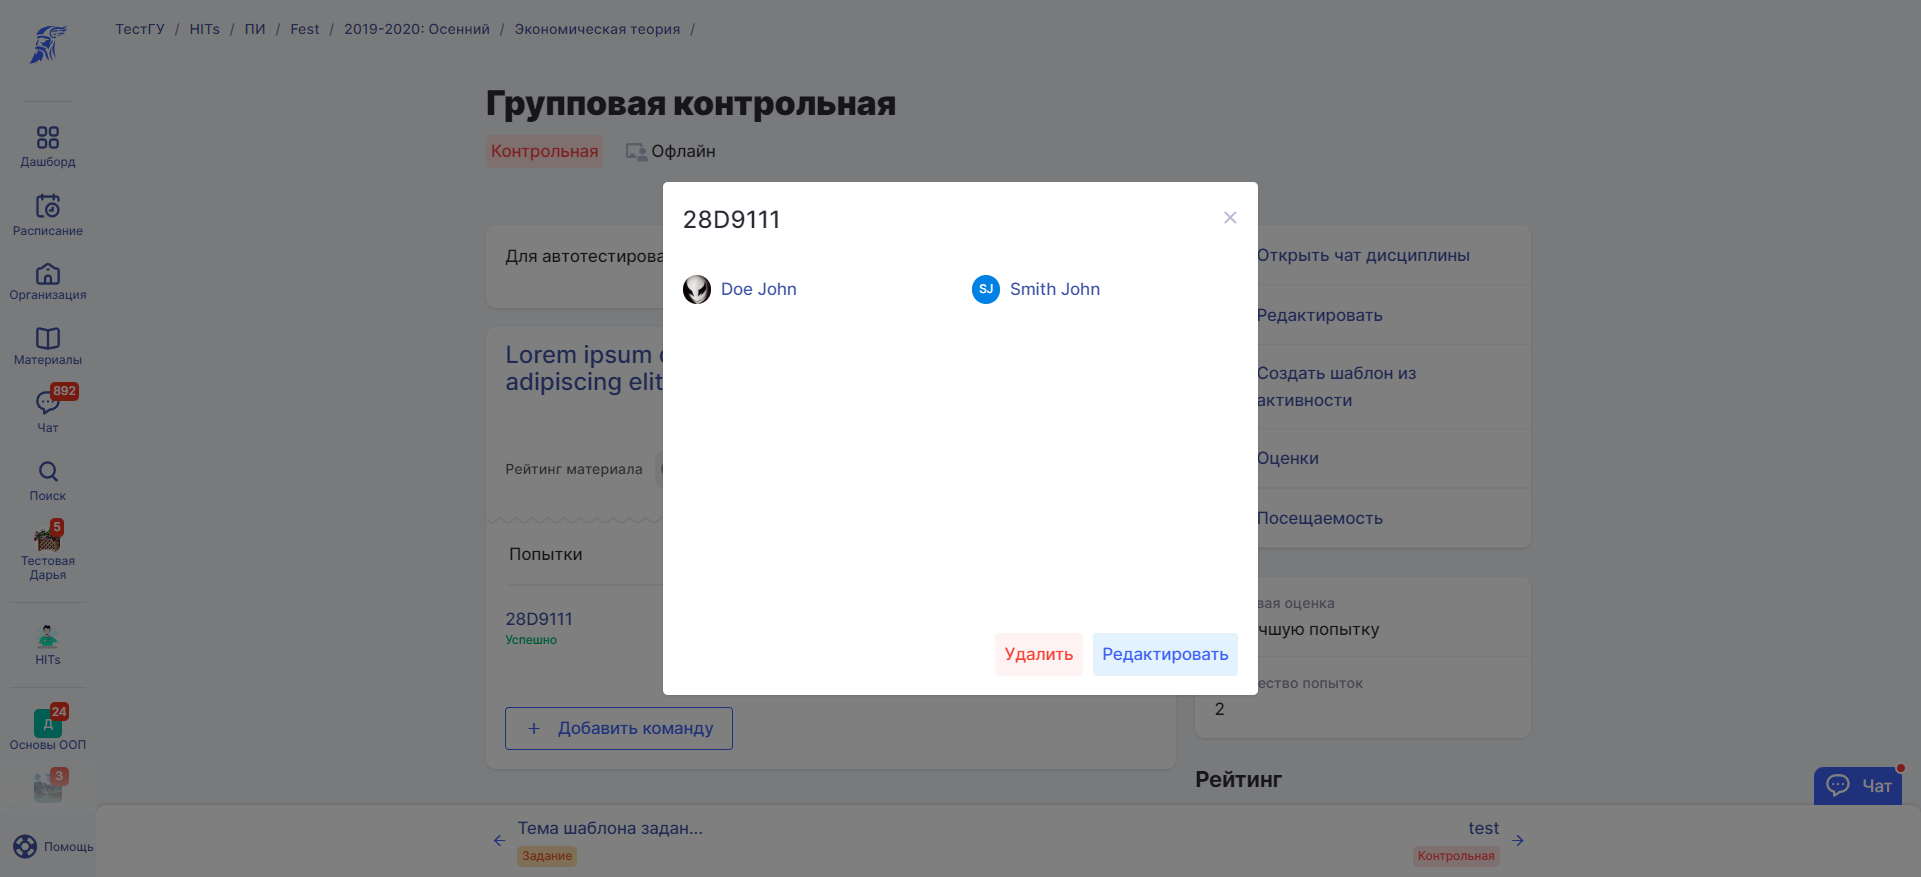 ТестГУ / HITs / ПИ / Fest / 2019-2020: Осенний / Экономическая теория /
Групповая контрольная
Контрольная Офлайн
Дашборд
Расписание
Организация
Материалы
892
Чат
Поиск
5
Тестовая
Дарья
HITs
24
Д
Основы ООП
3
Помощь
Для автотестирова
Lorem ipsum
adipiscing elit
Рейтинг материала
Попытки
28D9111
Успешно
+ Добавить команду
28D9111
Doe John
SJ Smith John
Удалить Редактировать
Открыть чат дисциплины
Редактировать
Создать шаблон из
активности
Оценки
Посещаемость
вая оценка
чшую попытку
ество попыток
2
Рейтинг
Чат
← Тема шаблона задан...
Задание
test →
Контрольная